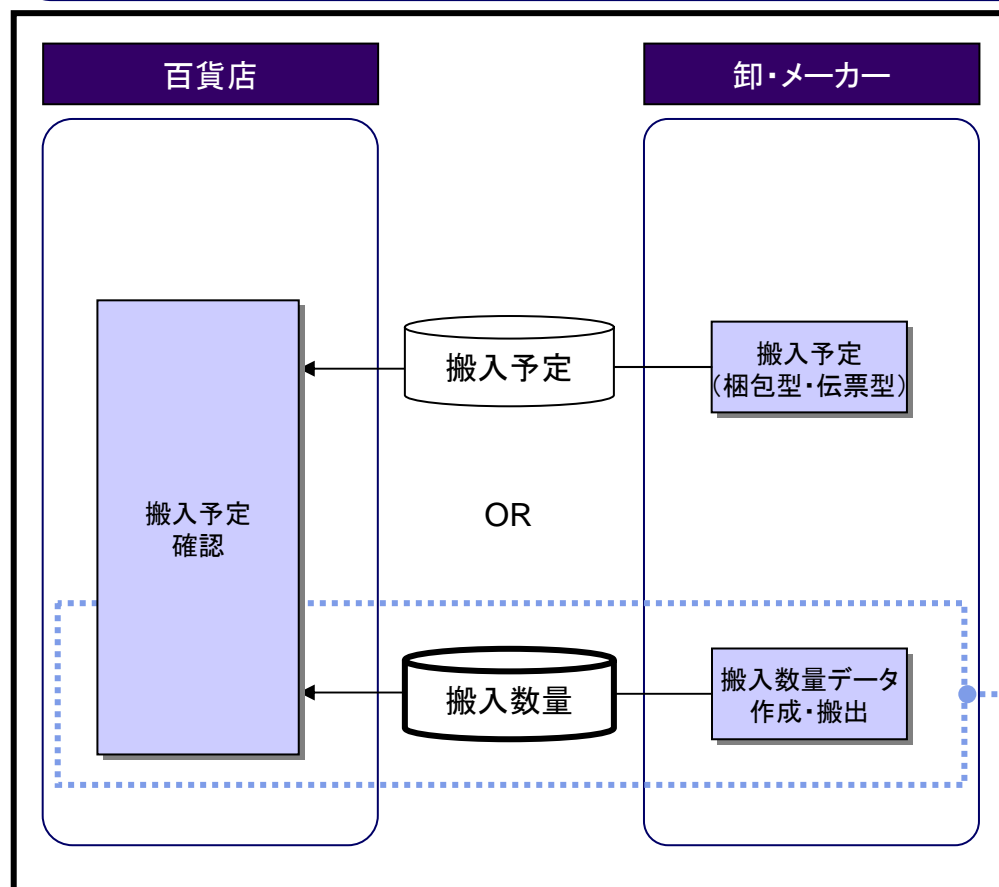 百貨店
卸・メーカー
搬入予定
搬入予定
(梱包型・伝票型)
OR
搬入予定
確認
搬入数量
搬入数量データ
作成・搬出